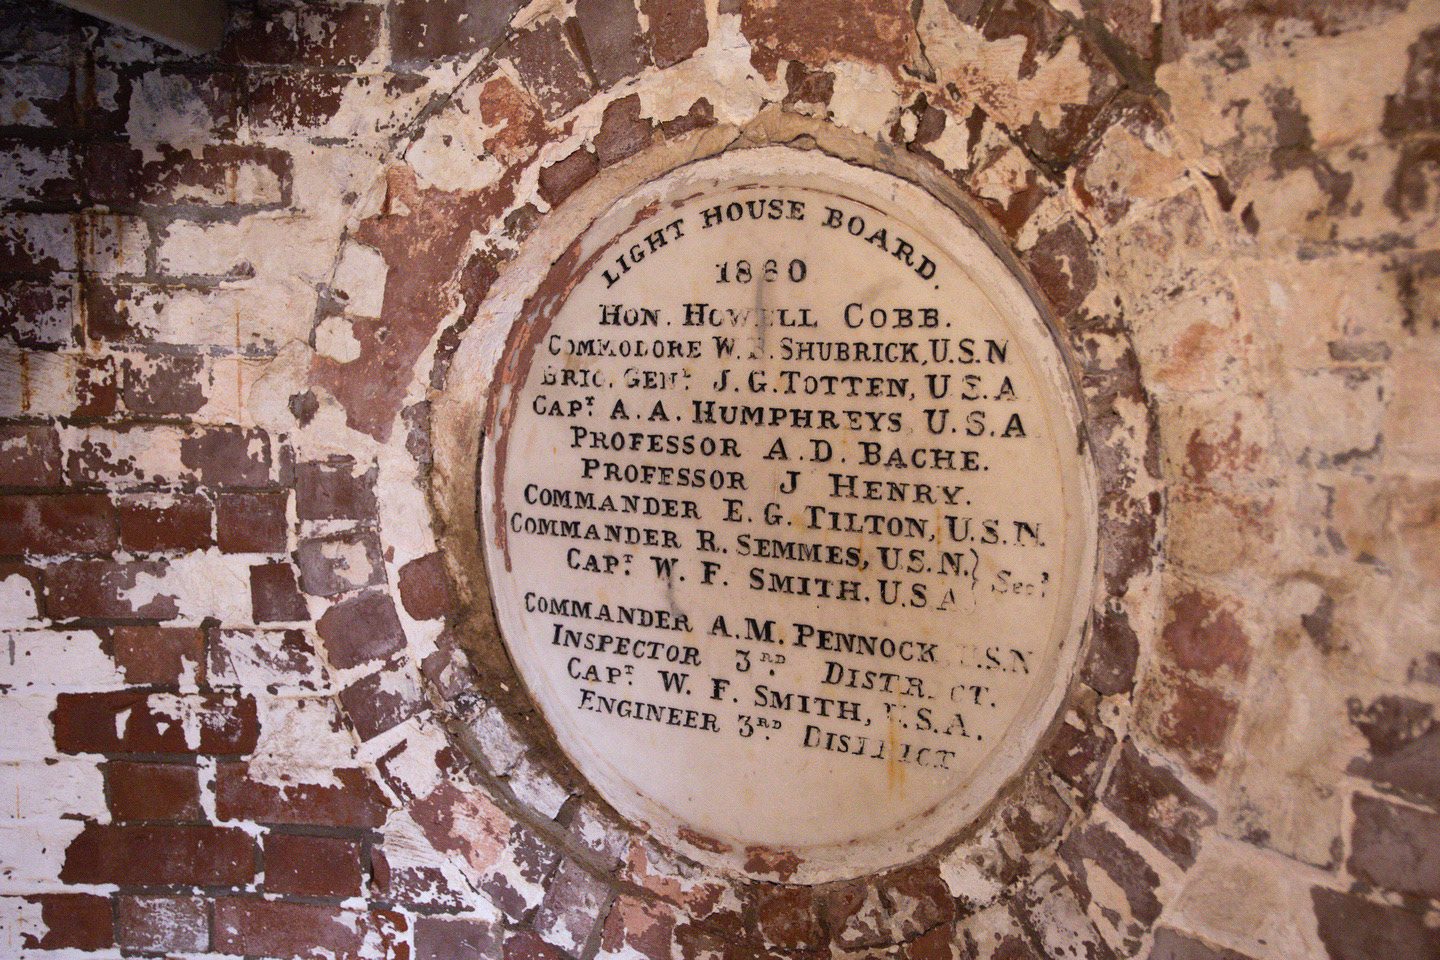 LIGHT HOUSE BOARD.
1860
HON. HOWELL COBB.
COMMODORE W. B. SHUBRICK, U.S.N
BRIG. GENL. J. G. TOTTEN, U.S.A
CAPT. A. A. HUMPHREYS U.S.A
PROFESSOR A. D. BACHE.
PROFESSOR J HENRY.
COMMANDER E. G. TILTON, U.S.N.
COMMANDER R. SEMMES, U.S.N.} Secs
CAPT. W. F. SMITH. U.S A
COMMANDER A. M. PENNOCK U.S.N
INSPECTOR 3RD. DISTRICT.
CAPT. W. F. SMITH, U.S.A.
ENGINEER 3RD. DISTRICT